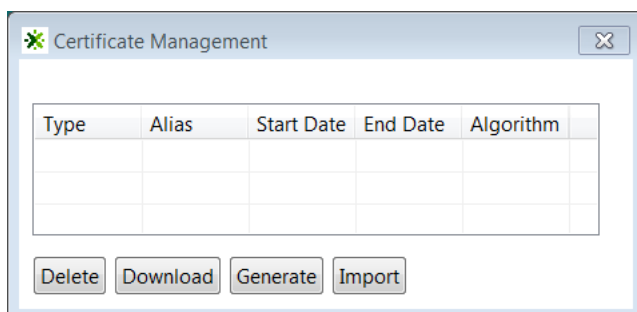 Certificate Management
Type Alias Start Date End Date Algorithm
Delete Download Generate Import